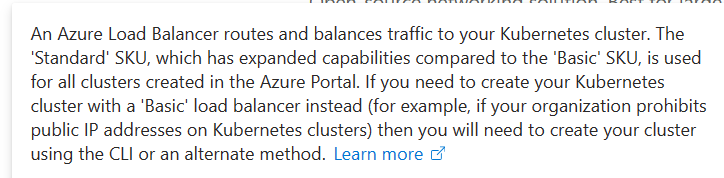 An Azure Load Balancer routes and balances traffic to your Kubernetes cluster. The
'Standard' SKU, which has expanded capabilities compared to the 'Basic' SKU, is used
for all clusters created in the Azure Portal. If you need to create your Kubernetes
cluster with a 'Basic' load balancer instead (for example, if your organization prohibits
public IP addresses on Kubernetes clusters) then you will need to create your cluster
using the CLI or an alternate method. Learn more